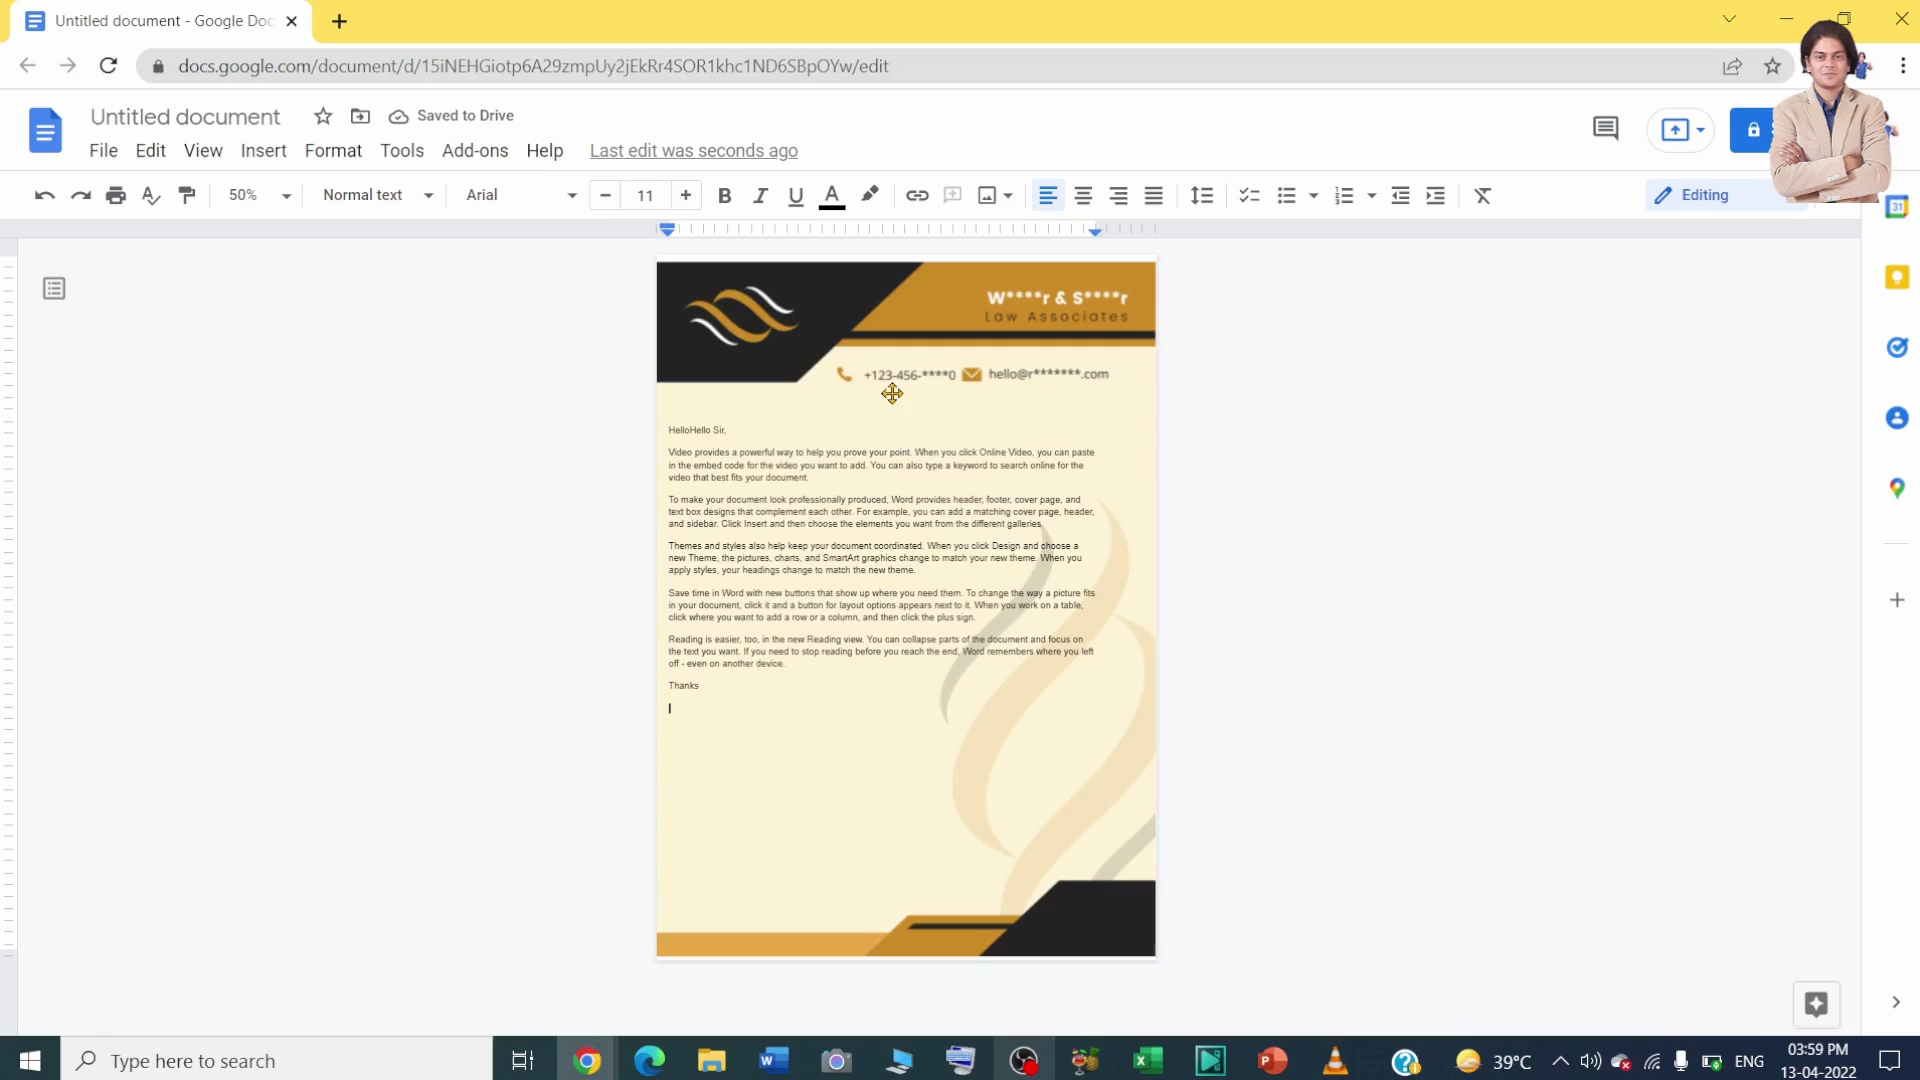 Untitled document - Google Doc
docs.google.com/document/d/15iNEHGiotp6A29zmpUy2jEkRr4SOR1khc1ND6SBpOYw/edit
Untitled document
Saved to Drive
File Edit View Insert Format Tools Add-ons Help Last edit was seconds ago
50% Normal text Arial 11 B I U A Editing
31
W****r & S****r
Law Associates
+123-456-****0 hello@r*******.com
HelloHello Sir,
Video provides a powerful way to help you prove your point. When you click Online Video, you can paste
in the embed code for the video you want to add. You can also type a keyword to search online for the
video that best fits your document.
To make your document look professionally produced, Word provides header, footer, cover page, and
text box designs that complement each other. For example, you can add a matching cover page, header,
and sidebar. Click Insert and then choose the elements you want from the different galleries.
Themes and styles also help keep your document coordinated. When you click Design and choose a
new Theme, the pictures, charts, and SmartArt graphics change to match your new theme. When you
apply styles, your headings change to match the new theme.
Save time in Word with new buttons that show up where you need them. To change the way a picture fits
in your document, click it and a button for layout options appears next to it. When you work on a table,
click where you want to add a row or a column, and then click the plus sign.
Reading is easier, too, in the new Reading view. You can collapse parts of the document and focus on
the text you want. If you need to stop reading before you reach the end, Word remembers where you left
off - even on another device.
Thanks
Type here to search
39°C ENG
03:59 PM
13-04-2022